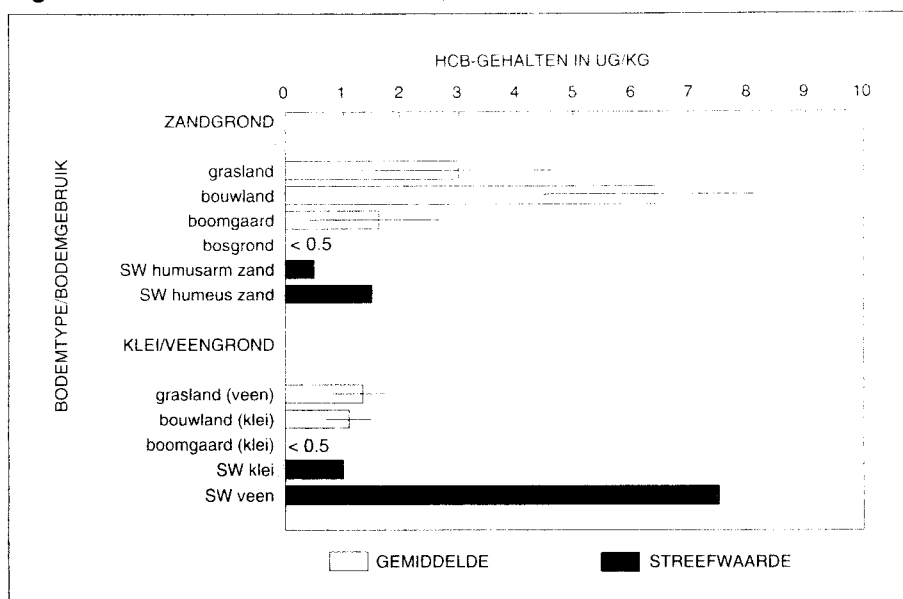 HCB-GEHALTEN IN UG/KG
0 1 2 3 4 5 6 7 8 9 10
BODEMTYPE/BODEMGEBRUIK
ZANDGROND
grasland
bouwland
boomgaard
bosgrond < 0.5
SW humusarm zand
SW humeus zand
KLEI/VEENGROND
grasland (veen)
bouwland (klei)
boomgaard (klei) < 0.5
SW klei
SW veen
GEMIDDELDE STREEFWAARDE